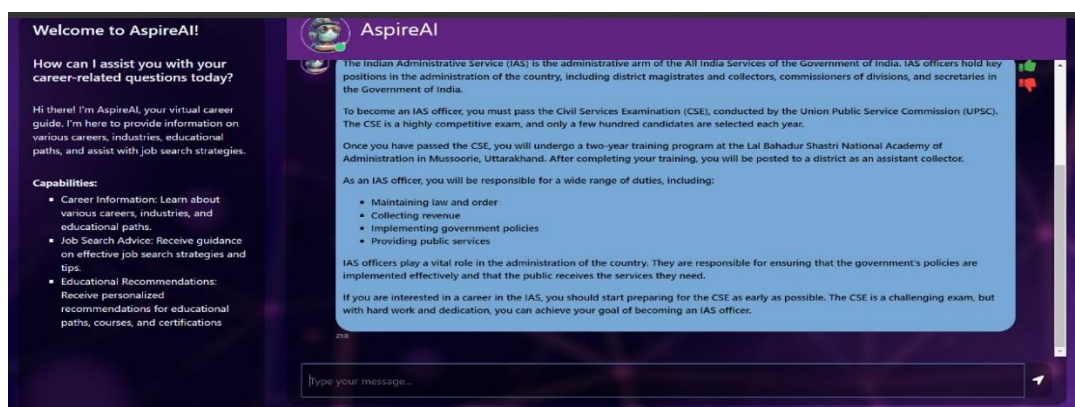 Welcome to AspireAI!
How can I assist you with your
career-related questions today?
Hi there! I'm AspireAI, your virtual career
guide. I'm here to provide information on
various careers, industries, educational
paths, and assist with job search strategies.
Capabilities:
Career Information: Learn about
various careers, industries, and
educational paths.
Job Search Advice: Receive guidance
on effective job search strategies and
tips.
Educational Recommendations:
Receive personalized
recommendations for educational
paths, courses, and certifications
AspireAI
The Indian Administrative Service (IAS) is the administrative arm of the All India Services of the Government of India. IAS officers hold key
positions in the administration of the country, including district magistrates and collectors, commissioners of divisions, and secretaries in
the Government of India.
To become an IAS officer, you must pass the Civil Services Examination (CSE), conducted by the Union Public Service Commission (UPSC).
The CSE is a highly competitive exam, and only a few hundred candidates are selected each year.
Once you have passed the CSE, you will undergo a two-year training program at the Lal Bahadur Shastri National Academy of
Administration in Mussoorie, Uttarakhand. After completing your training, you will be posted to a district as an assistant collector.
As an IAS officer, you will be responsible for a wide range of duties, including:
Maintaining law and order
Collecting revenue
Implementing government policies
Providing public services
IAS officers play a vital role in the administration of the country. They are responsible for ensuring that the government's policies are
implemented effectively and that the public receives the services they need.
If you are interested in a career in the IAS, you should start preparing for the CSE as early as possible. The CSE is a challenging exam, but
with hard work and dedication, you can achieve your goal of becoming an IAS officer.
21:8
Type your message...